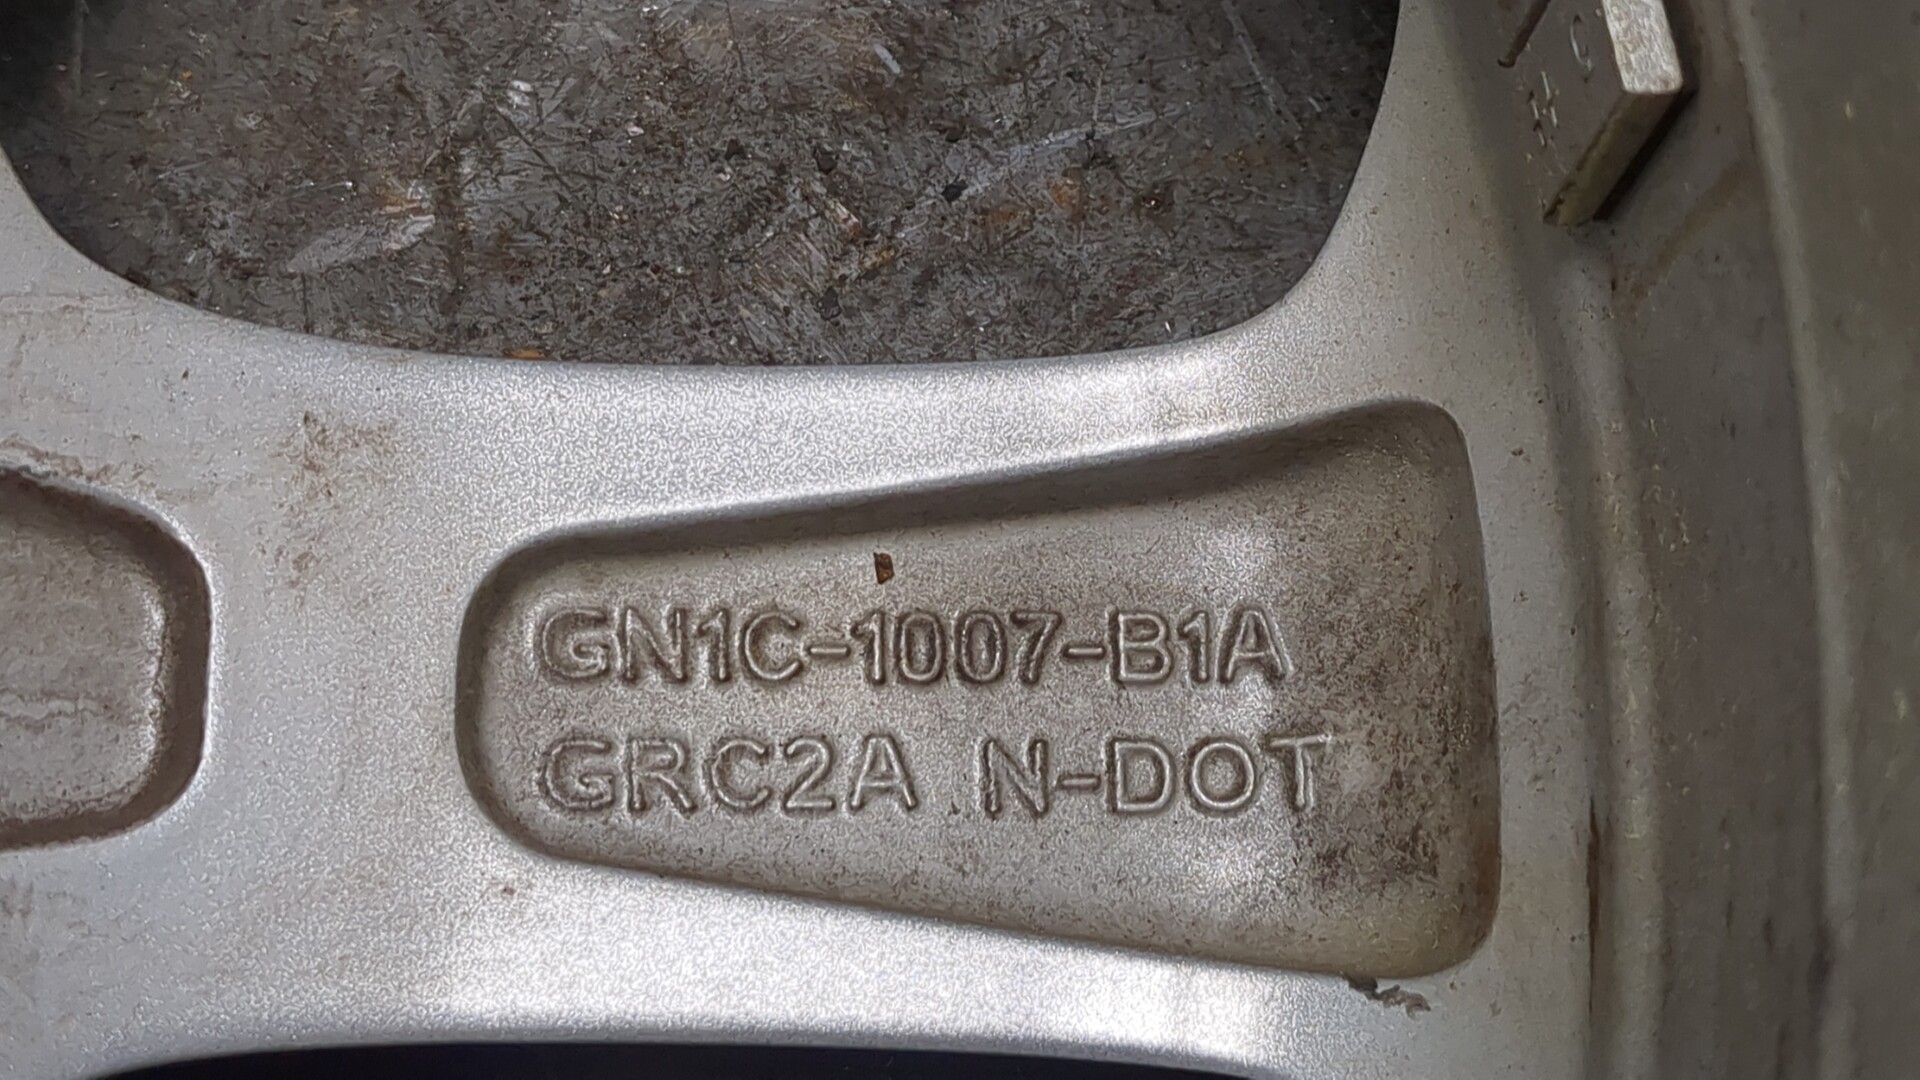 GN1C-1007-B1A
GRC2A N-DOT